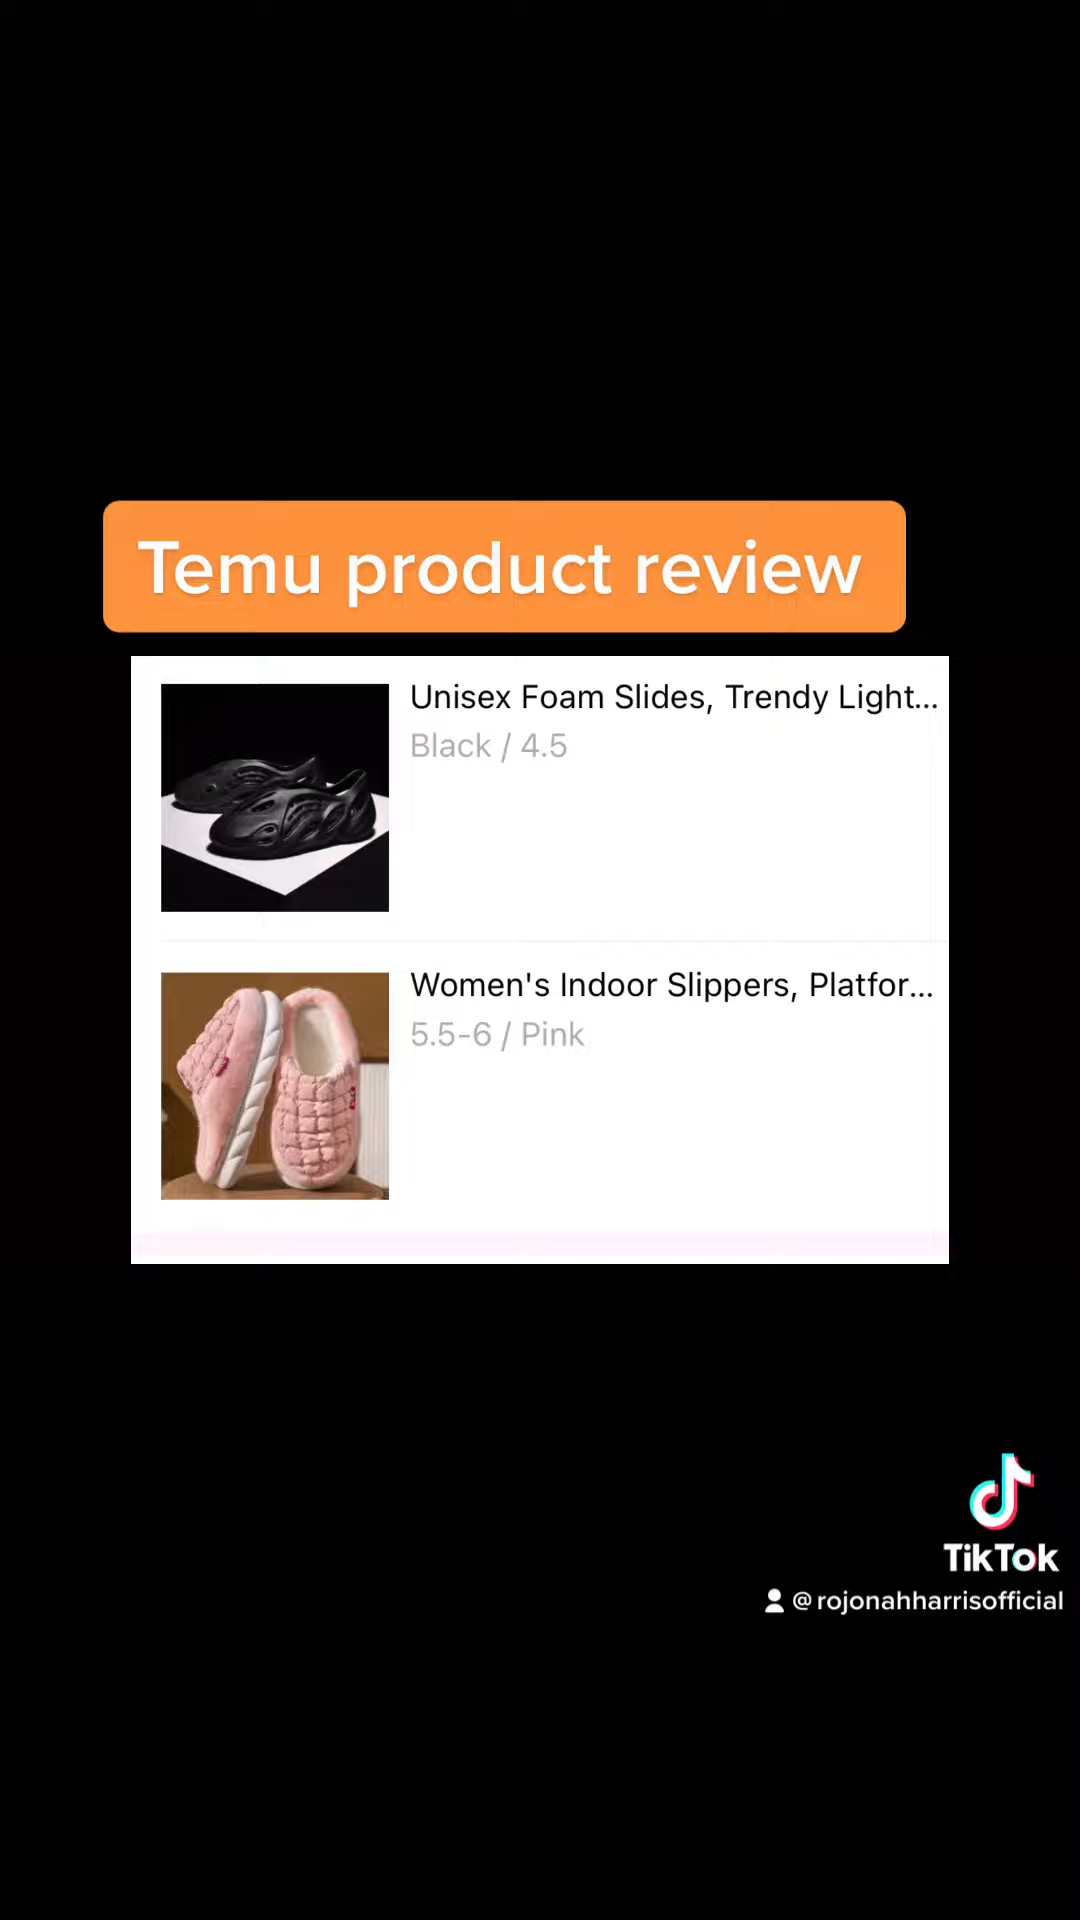 Temu product review
Unisex Foam Slides, Trendy Light...
Black / 4.5
Women's Indoor Slippers, Platfor...
5.5-6 / Pink
TikTok
@rojonahharrisofficial